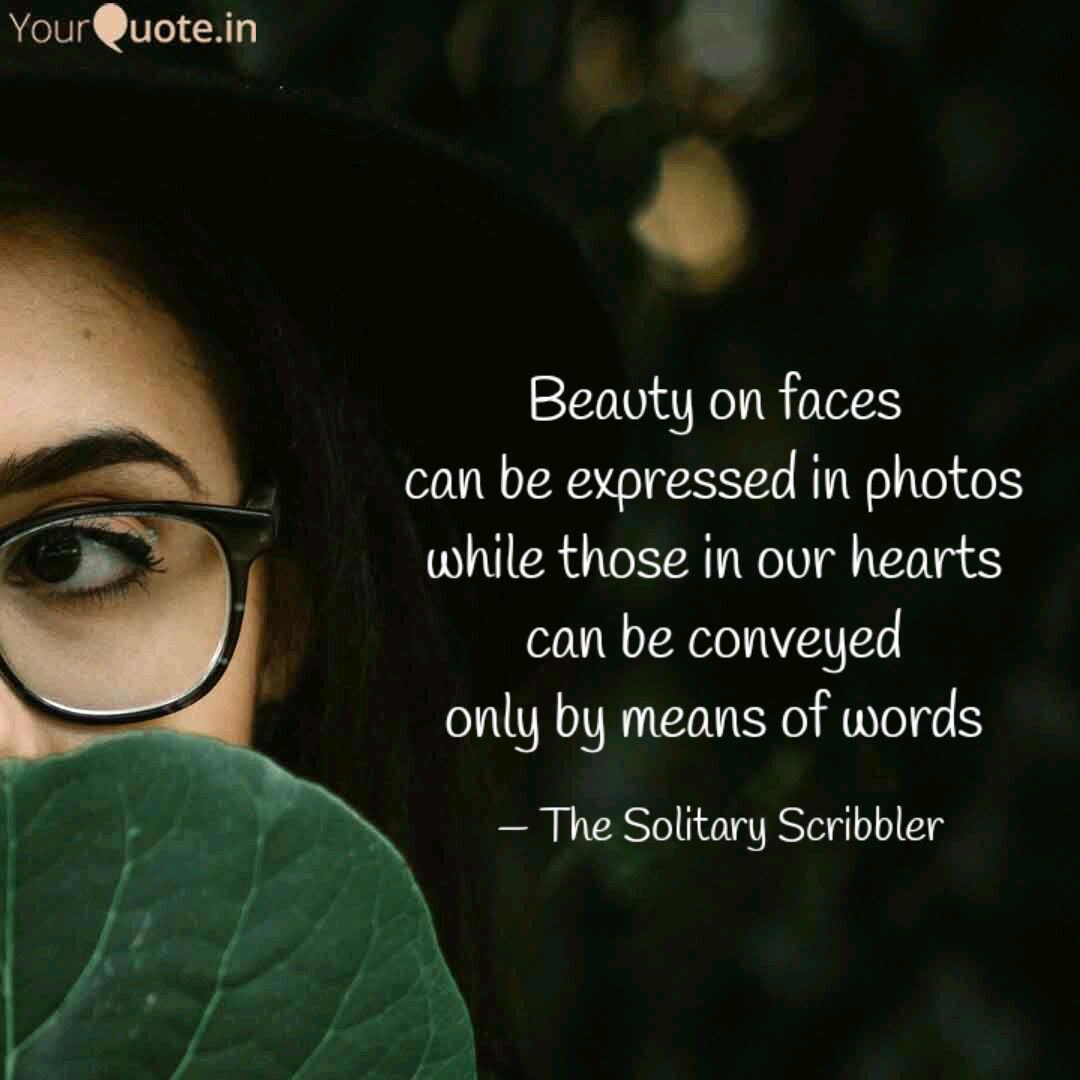 YourQuote.in
Beauty on faces
can be expressed in photos
while those in our hearts
can be conveyed
only by means of words
– The Solitary Scribbler